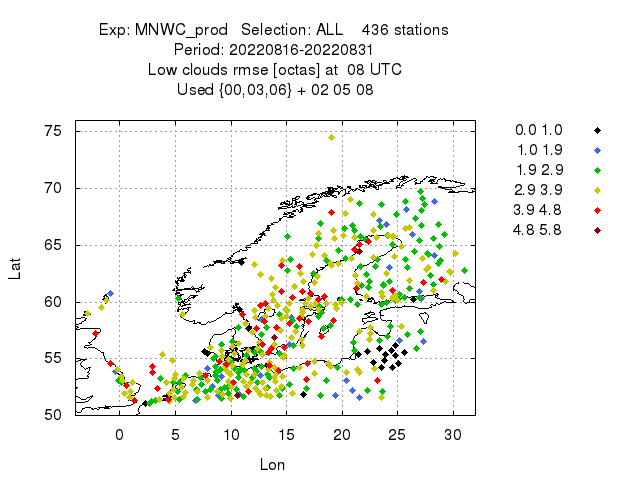 Exp: MNWC_prod Selection: ALL 436 stations
Period: 20220816-20220831
Low clouds rmse [octas] at 08 UTC
Used {00,03,06} + 02 05 08
0.0 1.0
1.0 1.9
1.9 2.9
2.9 3.9
3.9 4.8
4.8 5.8
75
70
65
60
55
50
Lat
0 5 10 15 20 25 30
Lon